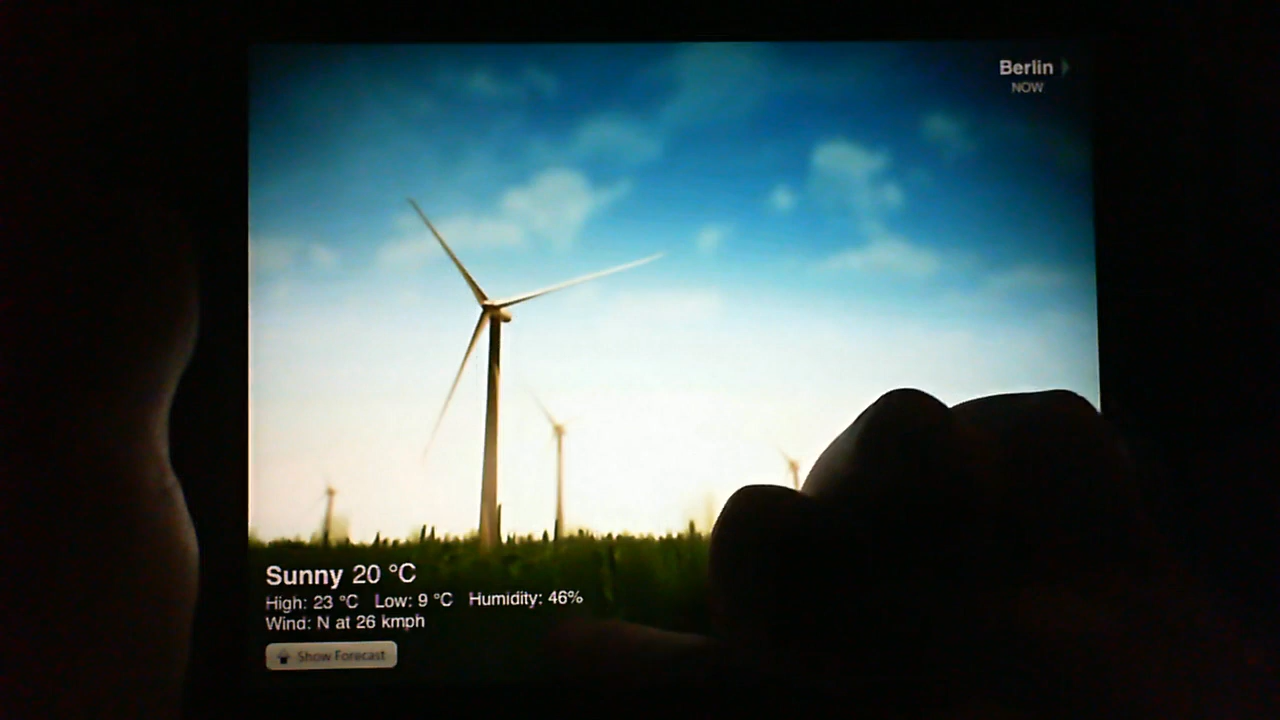 Berlin
NOW
Sunny 20 °C
High: 23 °C Low: 9 °C Humidity: 46%
Wind: N at 26 kmph
Show Forecast